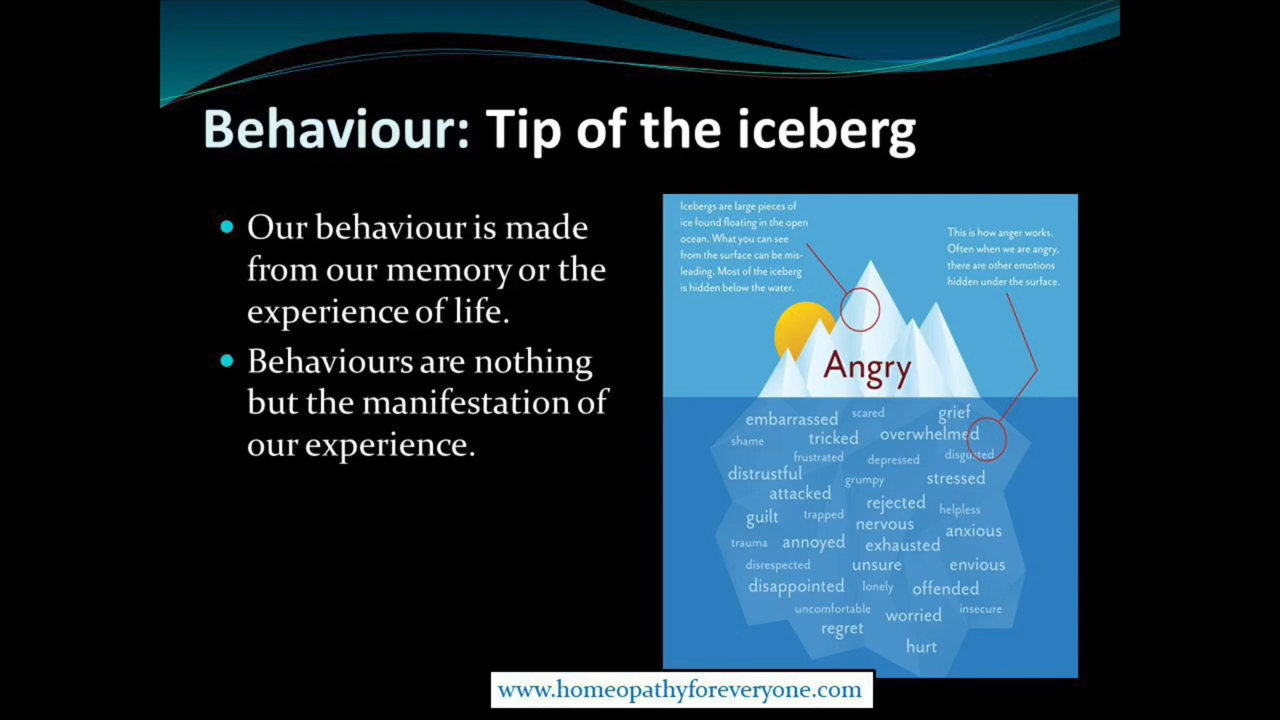 Behaviour: Tip of the iceberg
• Our behaviour is made
from our memory or the
experience of life.
• Behaviours are nothing
but the manifestation of
our experience.
Icebergs are large pieces of
ice found floating in the open
ocean. What you can see
from the surface can be mis-
leading. Most of the iceberg
is hidden below the water.
This is how anger works.
Often when we are angry,
there are other emotions
hidden under the surface.
Angry
embarrassed scared grief
shame tricked overwhelmed
frustrated depressed disgusted
distrustful grumpy stressed
attacked rejected helpless
guilt trapped nervous anxious
trauma annoyed exhausted
disrespected unsure envious
disappointed lonely offended
uncomfortable worried insecure
regret
hurt
www.homeopathyforeveryone.com